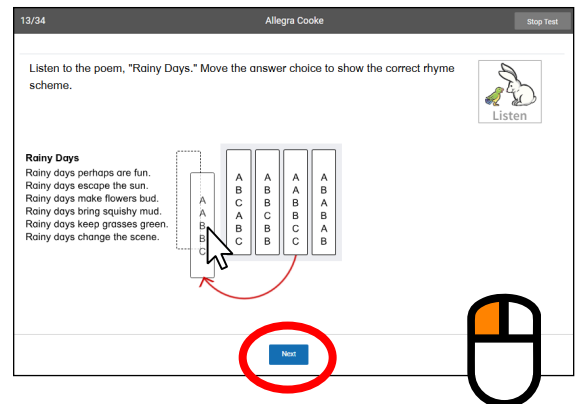 13/34
Allegra Cooke
Stop Test
Listen to the poem, "Rainy Days." Move the answer choice to show the correct rhyme
scheme.
Listen
Rainy Days
Rainy days perhaps are fun.
Rainy days escape the sun.
Rainy days make flowers bud.
Rainy days bring squishy mud.
Rainy days keep grasses green.
Rainy days change the scene.
A
A
B
B
C
A
B
C
A
B
C
A
B
B
C
B
B
A
A
B
B
C
C
A
B
A
B
A
B
Next